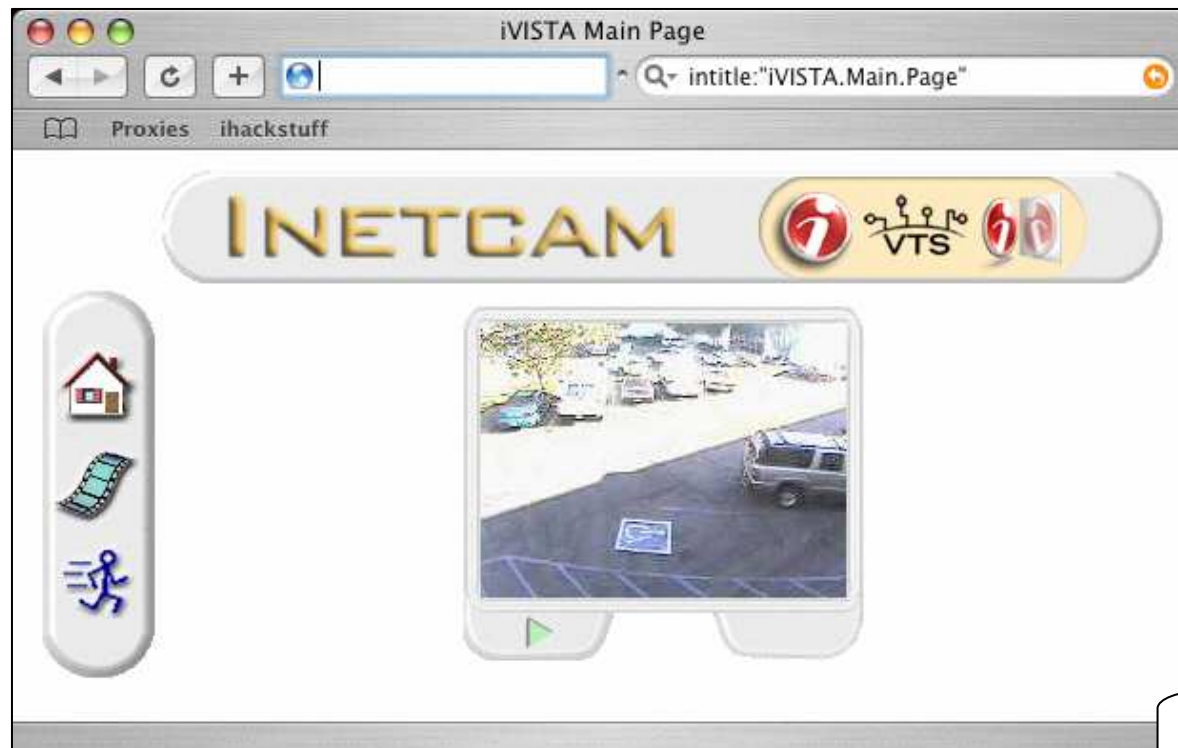 iVISTA Main Page
intitle:"iVISTA.Main.Page"
Proxies ihackstuff
INETCAM
VTS